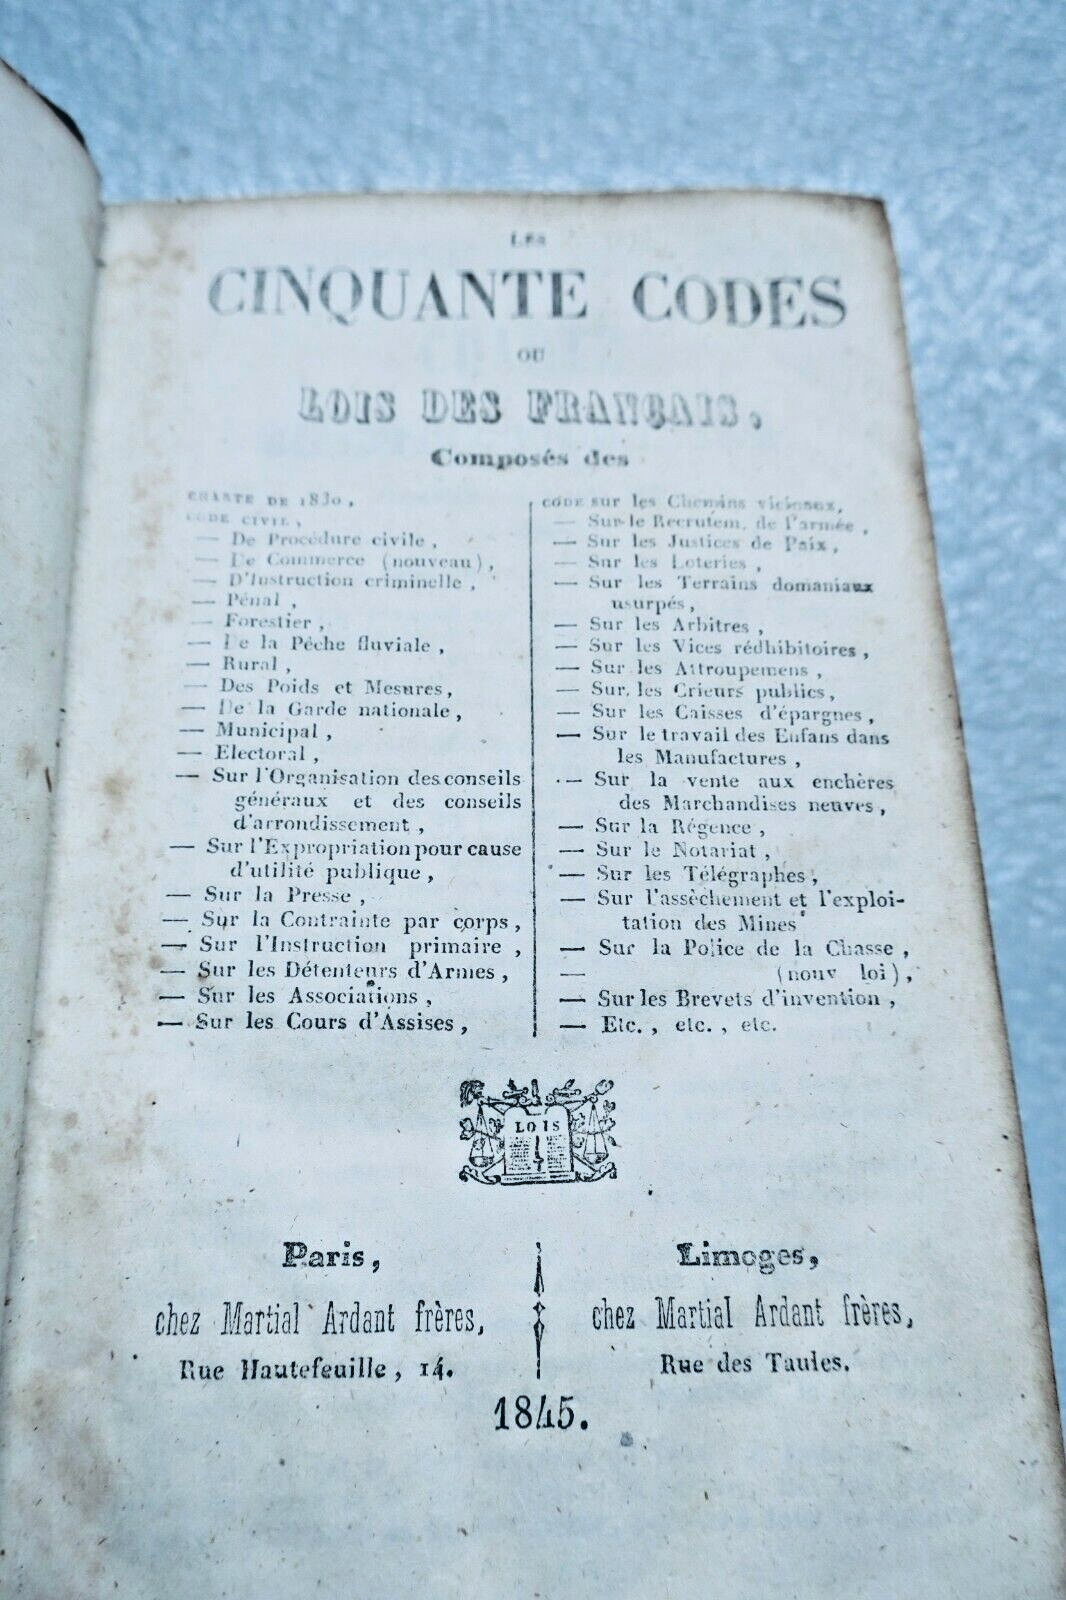 LES
CINQUANTE CODES
OU
LOIS DES FRANÇAIS,
Composés des
CHARTE DE 1830,
CODE CIVIL,
— De Procédure civile,
— De Commerce (nouveau),
— D'Instruction criminelle,
— Pénal,
— Forestier,
— De la Pêche fluviale,
— Rural,
— Des Poids et Mesures,
— De la Garde nationale,
— Municipal,
— Electoral,
— Sur l'Organisation des conseils
généraux et des conseils
d'arrondissement,
— Sur l'Expropriation pour cause
d'utilité publique,
— Sur la Presse,
— Sur la Contrainte par corps,
— Sur l'Instruction primaire,
— Sur les Détenteurs d'Armes,
— Sur les Associations,
— Sur les Cours d'Assises,
CODE sur les Chemins vicinaux,
— Sur le Recrutem. de l'armée,
— Sur les Justices de Paix,
— Sur les Loteries,
— Sur les Terrains domaniaux
usurpés,
— Sur les Arbitres,
— Sur les Vices rédhibitoires,
— Sur les Attroupemens,
— Sur les Crieurs publics,
— Sur les Caisses d'épargnes,
— Sur le travail des Enfans dans
les Manufactures,
— Sur la vente aux enchères
des Marchandises neuves,
— Sur la Régence,
— Sur le Notariat,
— Sur les Télégraphes,
— Sur l'assèchement et l'exploi-
tation des Mines
— Sur la Police de la Chasse,
— (nouv loi),
— Sur les Brevets d'invention,
— Etc., etc., etc.
LOIS
Paris,
chez Martial Ardant frères,
Rue Hautefeuille, 14.
Limoges,
chez Martial Ardant frères,
Rue des Taules.
1845.